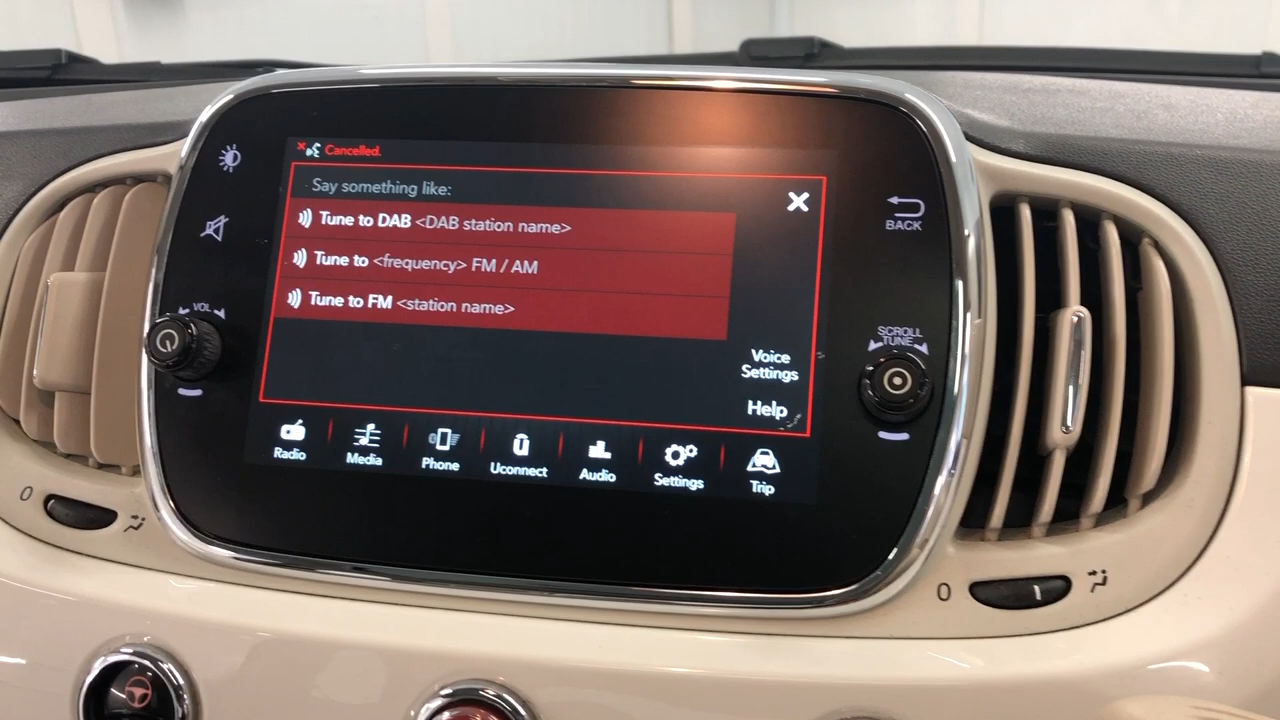 Cancelled.
Say something like:
Tune to DAB <DAB station name>
Tune to <frequency> FM / AM
Tune to FM <station name>
Voice
Settings
Help
Radio
Media
Phone
Uconnect
Audio
Settings
Trip
VOL
BACK
SCROLL
TUNE
0
0